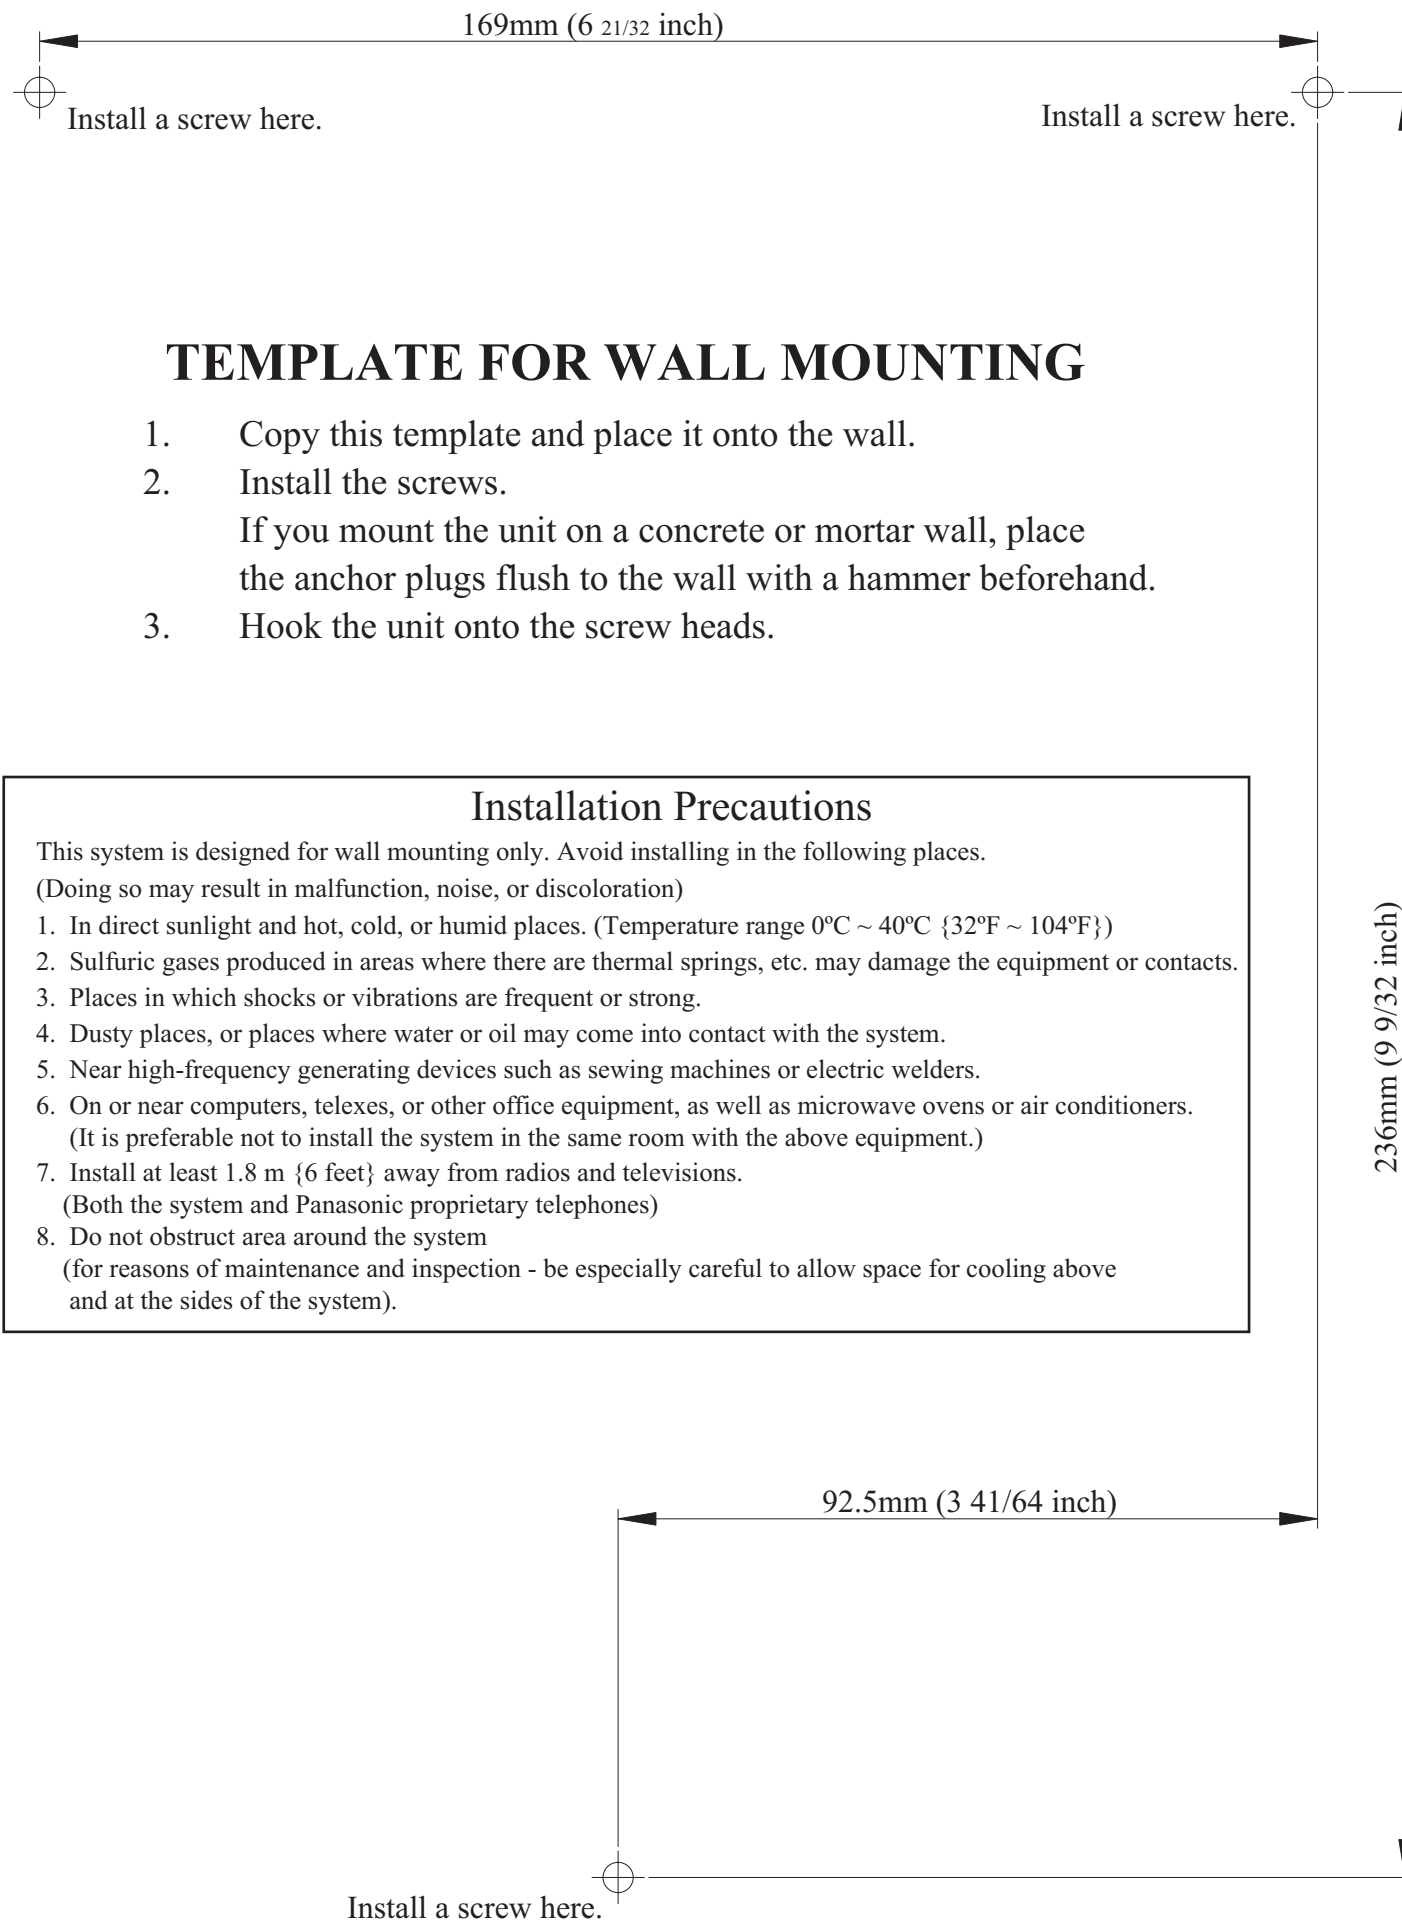 169mm (6 21/32 inch)
Install a screw here.
Install a screw here.
TEMPLATE FOR WALL MOUNTING
1. Copy this template and place it onto the wall.
2. Install the screws.
If you mount the unit on a concrete or mortar wall, place
the anchor plugs flush to the wall with a hammer beforehand.
3. Hook the unit onto the screw heads.
Installation Precautions
This system is designed for wall mounting only. Avoid installing in the following places.
(Doing so may result in malfunction, noise, or discoloration)
1. In direct sunlight and hot, cold, or humid places. (Temperature range 0ºC ~ 40ºC {32ºF ~ 104ºF})
2. Sulfuric gases produced in areas where there are thermal springs, etc. may damage the equipment or contacts.
3. Places in which shocks or vibrations are frequent or strong.
4. Dusty places, or places where water or oil may come into contact with the system.
5. Near high-frequency generating devices such as sewing machines or electric welders.
6. On or near computers, telexes, or other office equipment, as well as microwave ovens or air conditioners.
(It is preferable not to install the system in the same room with the above equipment.)
7. Install at least 1.8 m {6 feet} away from radios and televisions.
(Both the system and Panasonic proprietary telephones)
8. Do not obstruct area around the system
(for reasons of maintenance and inspection - be especially careful to allow space for cooling above
and at the sides of the system).
236mm (9 9/32 inch)
92.5mm (3 41/64 inch)
Install a screw here.